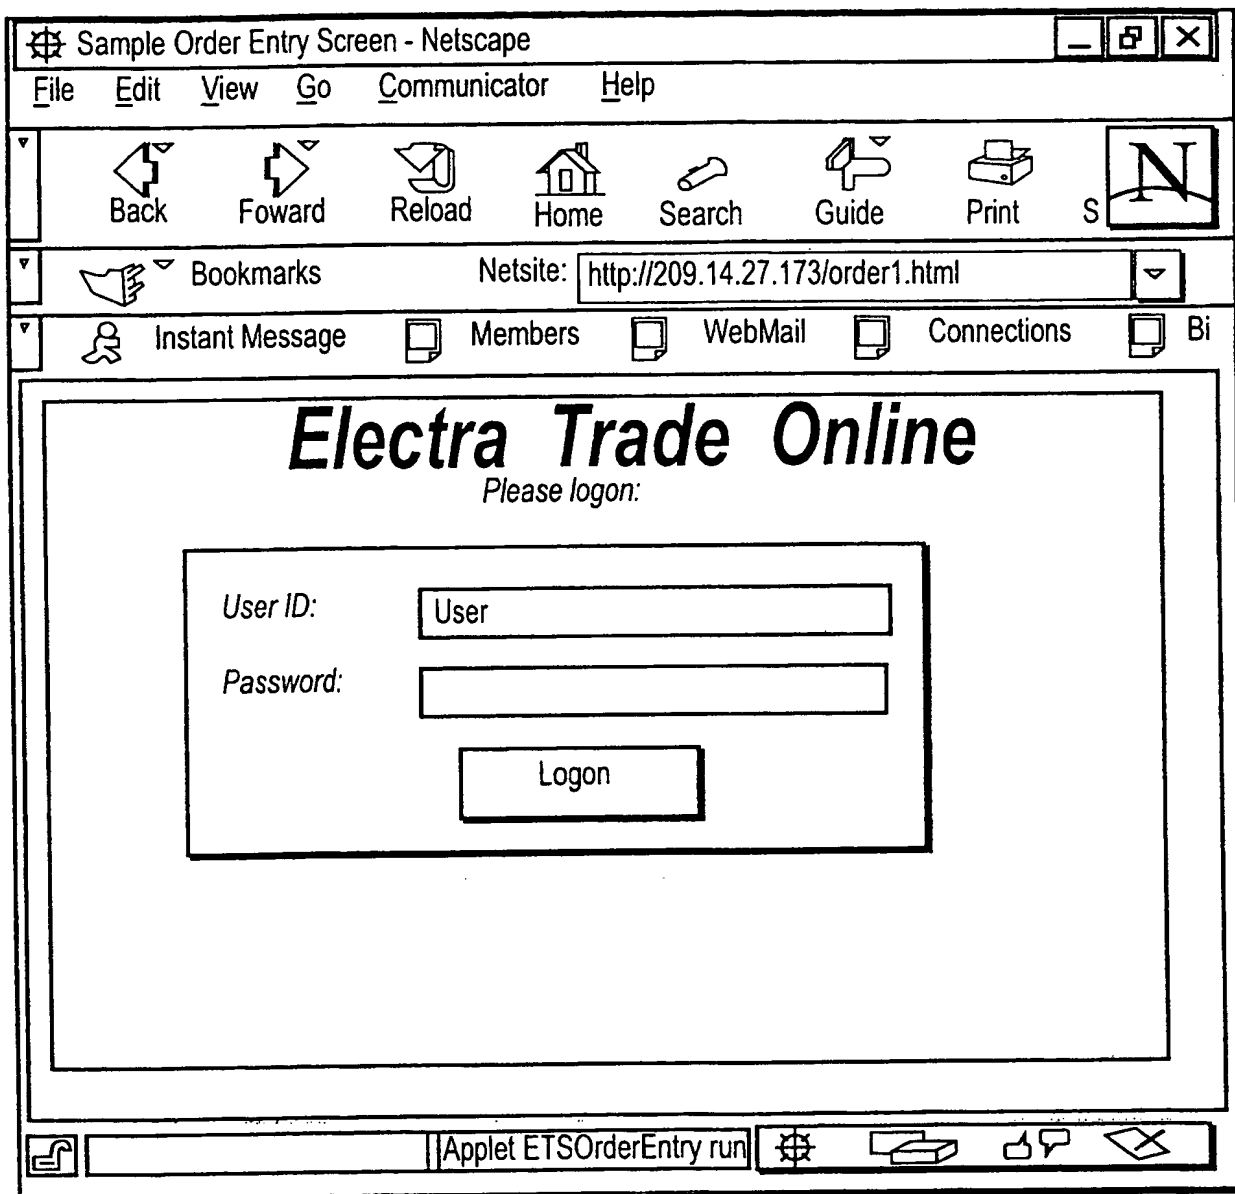 Sample Order Entry Screen - Netscape
File Edit View Go Communicator Help
Back Foward Reload Home Search Guide Print S N
Bookmarks Netsite: http://209.14.27.173/order1.html
Instant Message Members WebMail Connections Bi
Electra Trade Online
Please logon:
User ID: User
Password:
Logon
Applet ETSOrderEntry run